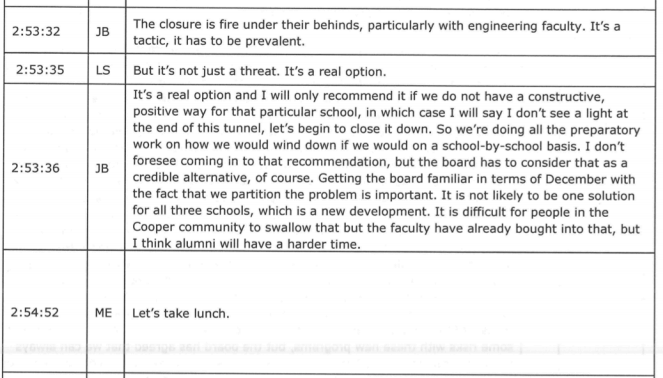 2:53:32 JB The closure is fire under their behinds, particularly with engineering faculty. It's a
tactic, it has to be prevalent.
2:53:35 LS But it's not just a threat. It's a real option.
It's a real option and I will only recommend it if we do not have a constructive,
positive way for that particular school, in which case I will say I don't see a light at
the end of this tunnel, let's begin to close it down. So we're doing all the preparatory
work on how we would wind down if we would on a school-by-school basis. I don't
foresee coming in to that recommendation, but the board has to consider that as a
2:53:36 JB credible alternative, of course. Getting the board familiar in terms of December with
the fact that we partition the problem is important. It is not likely to be one solution
for all three schools, which is a new development. It is difficult for people in the
Cooper community to swallow that but the faculty have already bought into that, but
I think alumni will have a harder time.
2:54:52 ME Let's take lunch.